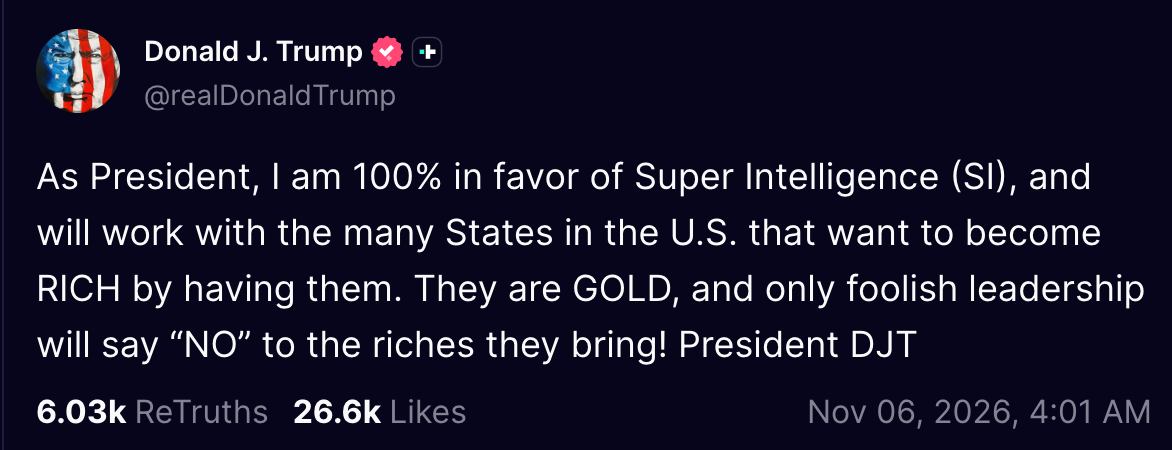 Donald J. Trump
@realDonaldTrump
As President, I am 100% in favor of Super Intelligence (SI), and
will work with the many States in the U.S. that want to become
RICH by having them. They are GOLD, and only foolish leadership
will say “NO” to the riches they bring! President DJT
6.03k ReTruths 26.6k Likes Nov 06, 2026, 4:01 AM